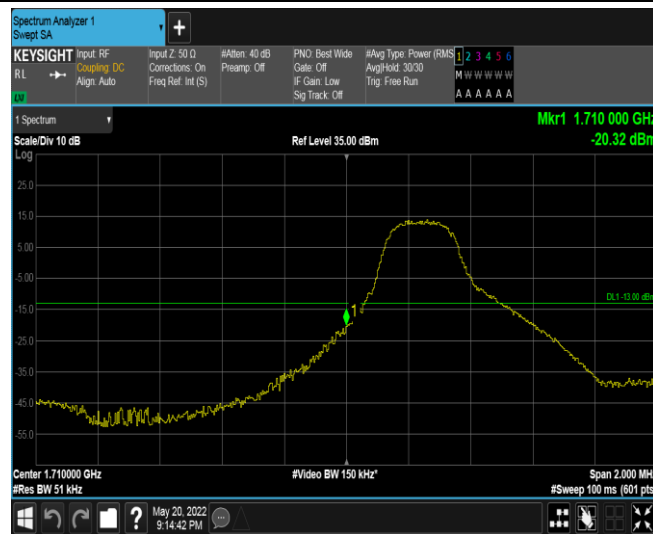 Spectrum Analyzer 1
Swept SA
+
KEYSIGHT
RL
Input: RF
Coupling: DC
Align: Auto
Input Z: 50 Ω
Corrections: On
Freq Ref: Int (S)
#Atten: 40 dB
Preamp: Off
PNO: Best Wide
Gate: Off
IF Gain: Low
Sig Track: Off
#Avg Type: Power (RMS
Avg|Hold: 30/30
Trig: Free Run
1 2 3 4 5 6
M W W W W W
A A A A A A
1 Spectrum
Mkr1 1.710 000 GHz
Scale/Div 10 dB
Ref Level 35.00 dBm
-20.32 dBm
Log
25.0
15.0
5.00
-5.00
DL1 -13.00 dBm
1
-15.0
-25.0
-35.0
-45.0
-55.0
Center 1.710000 GHz
#Video BW 150 kHz*
Span 2.000 MHz
#Res BW 51 kHz
#Sweep 100 ms (601 pts
?
May 20, 2022
9:14:42 PM